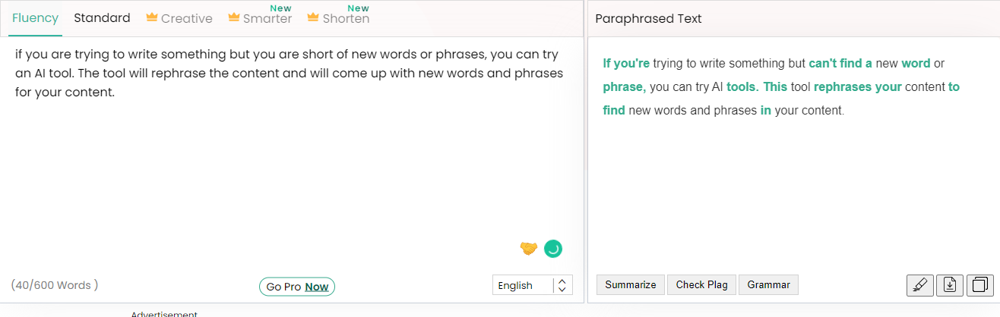 Fluency Standard Creative Smarter New Shorten New
if you are trying to write something but you are short of new words or phrases, you can try
an AI tool. The tool will rephrase the content and will come up with new words and phrases
for your content.
(40/600 Words )
Go Pro Now
English
Advertisement
Paraphrased Text
If you're trying to write something but can't find a new word or
phrase, you can try AI tools. This tool rephrases your content to
find new words and phrases in your content.
Summarize Check Plag Grammar